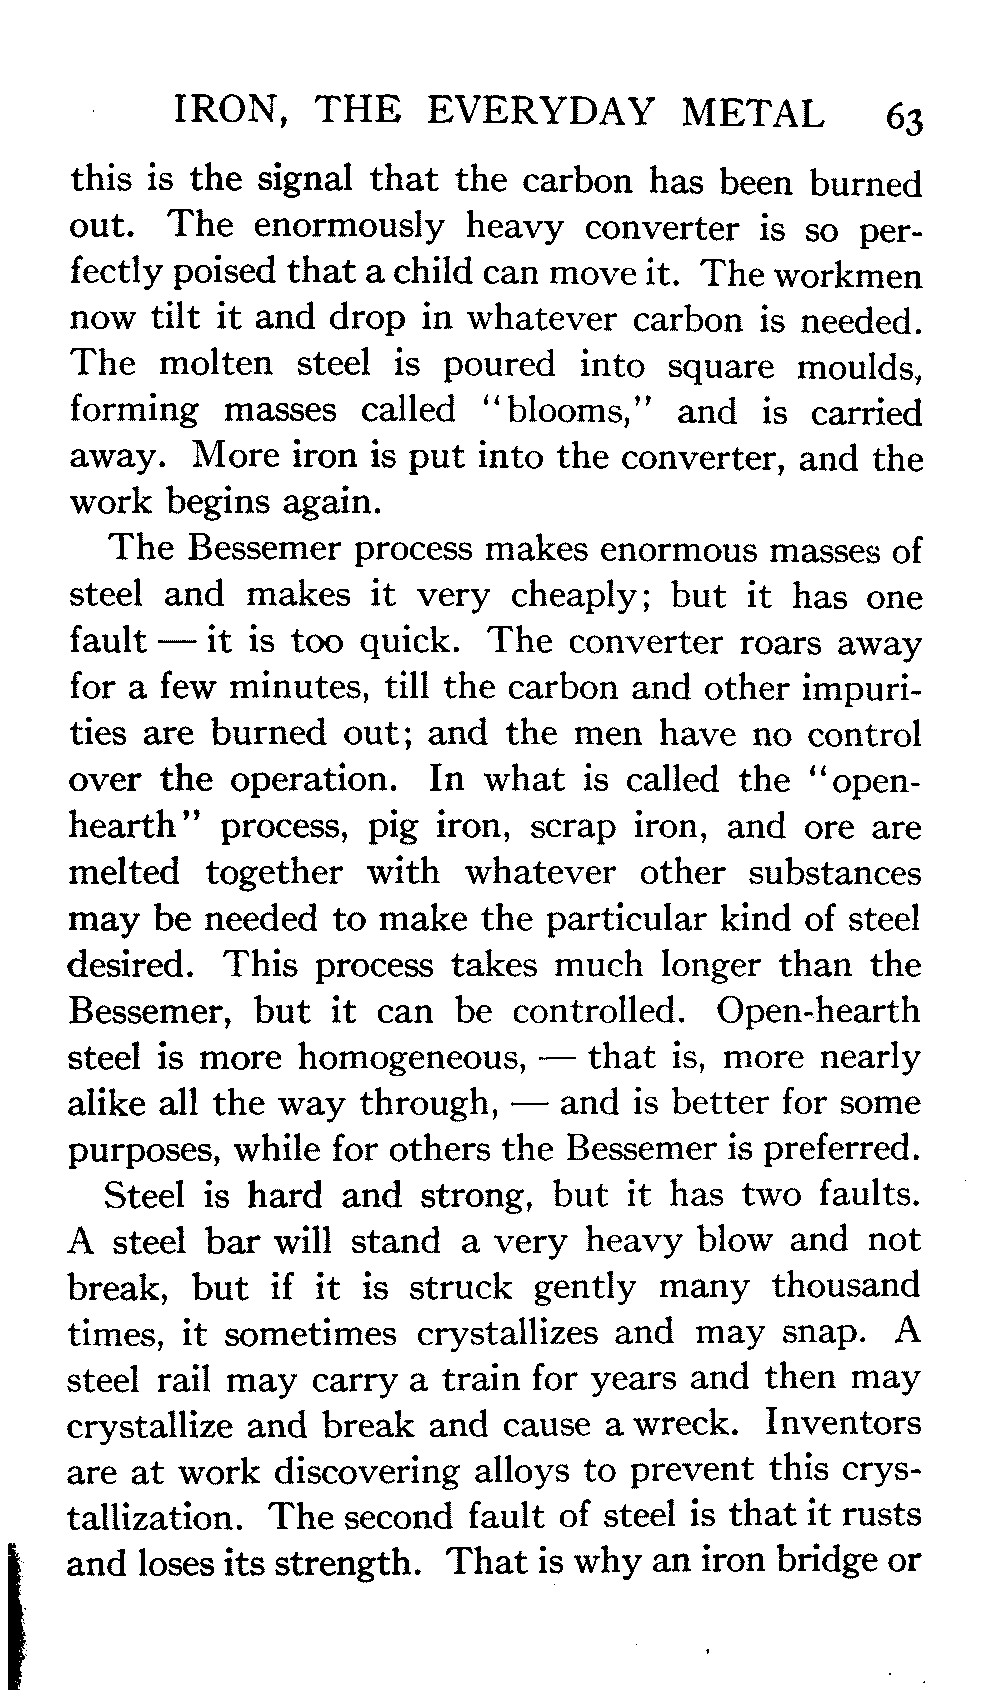 IRON, THE EVERYDAY METAL 63
this is the signal that the carbon has been burned
out. The enormously heavy converter is so per-
fectly poised that a child can move it. The workmen
now tilt it and drop in whatever carbon is needed.
The molten steel is poured into square moulds,
forming masses called "blooms," and is carried
away. More iron is put into the converter, and the
work begins again.
The Bessemer process makes enormous masses of
steel and makes it very cheaply; but it has one
fault — it is too quick. The converter roars away
for a few minutes, till the carbon and other impuri-
ties are burned out; and the men have no control
over the operation. In what is called the "open-
hearth" process, pig iron, scrap iron, and ore are
melted together with whatever other substances
may be needed to make the particular kind of steel
desired. This process takes much longer than the
Bessemer, but it can be controlled. Open-hearth
steel is more homogeneous, — that is, more nearly
alike all the way through, — and is better for some
purposes, while for others the Bessemer is preferred.
Steel is hard and strong, but it has two faults.
A steel bar will stand a very heavy blow and not
break, but if it is struck gently many thousand
times, it sometimes crystallizes and may snap. A
steel rail may carry a train for years and then may
crystallize and break and cause a wreck. Inventors
are at work discovering alloys to prevent this crys-
tallization. The second fault of steel is that it rusts
and loses its strength. That is why an iron bridge or